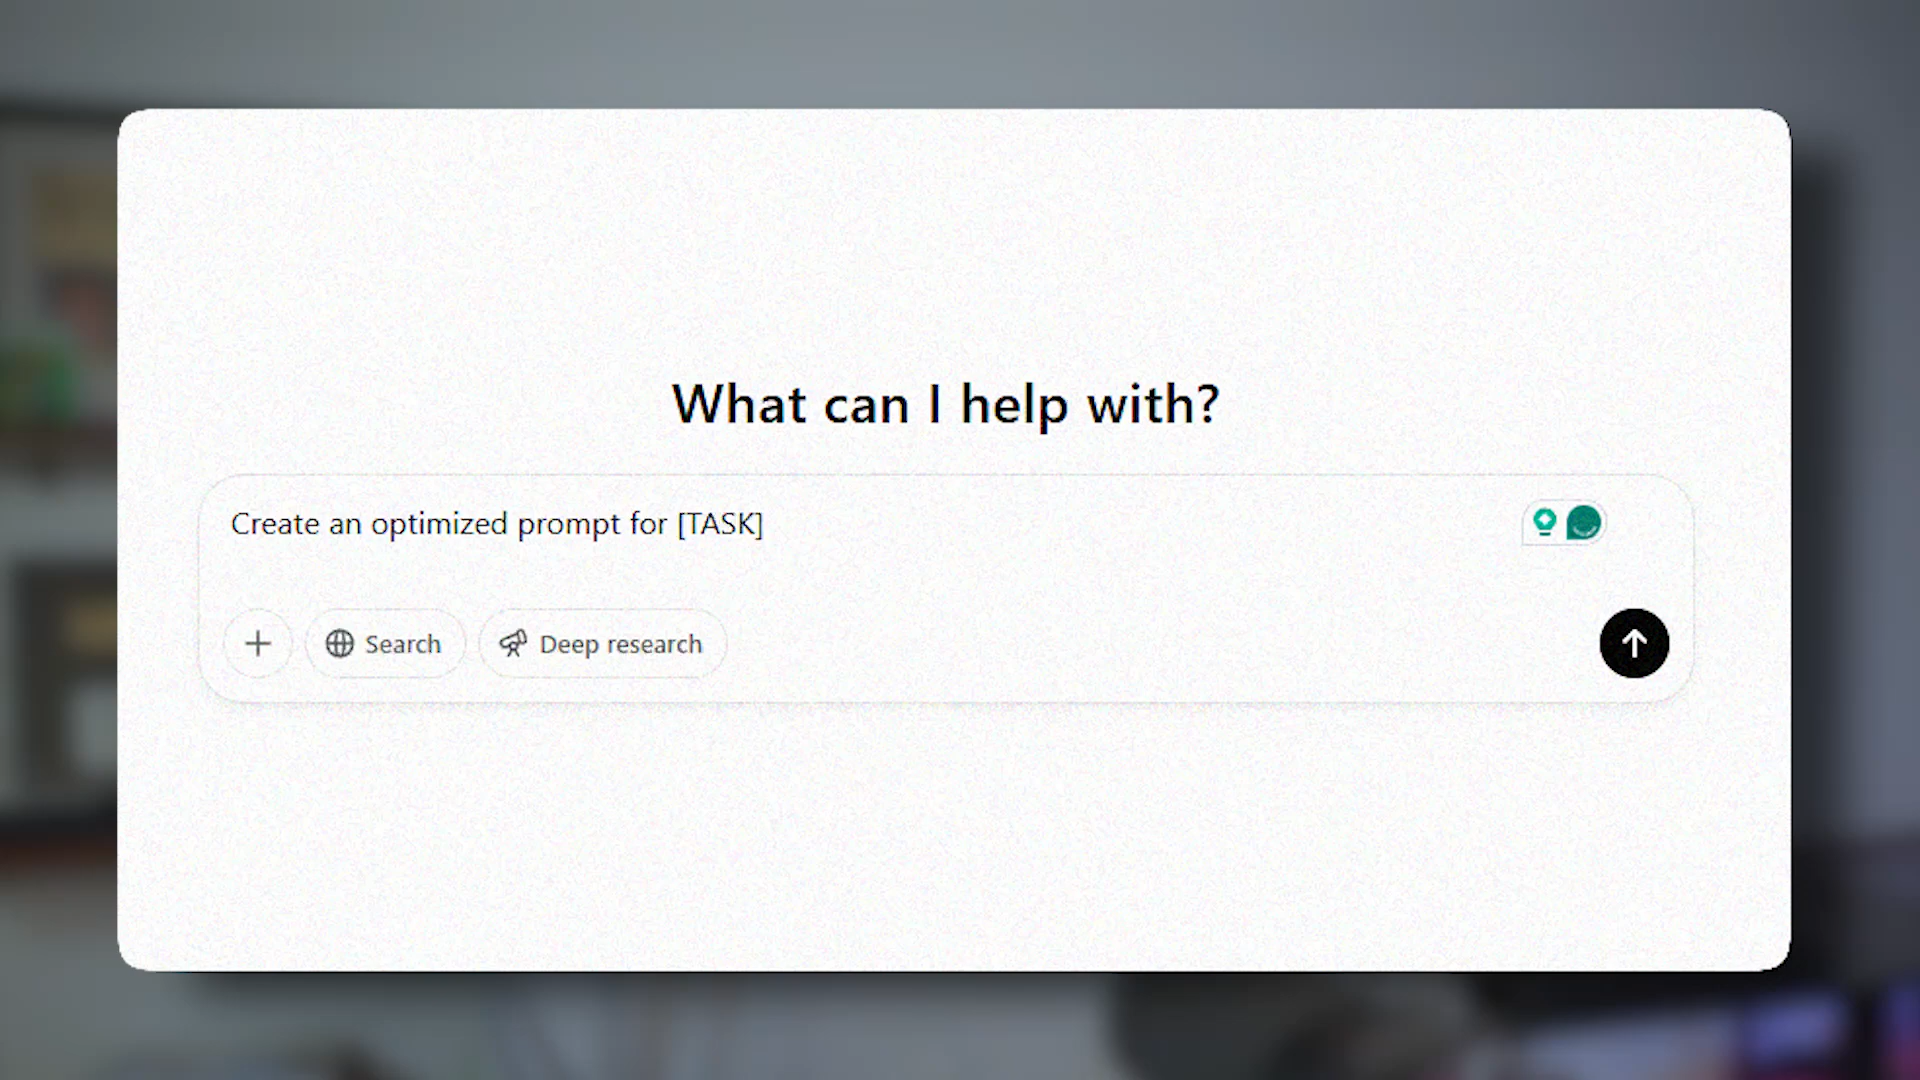 What can I help with?
Create an optimized prompt for [TASK]
Search
Deep research